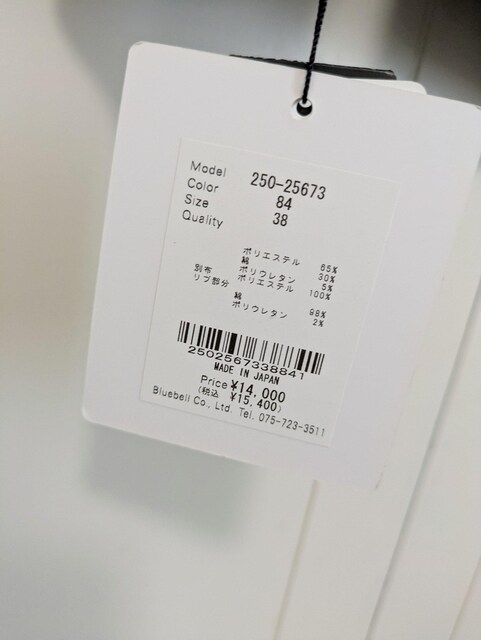 Model 250-25673
Color 84
Size 38
Quality
ポリエステル 65%
綿 30%
ポリウレタン 5%
別布 ポリエステル 100%
リブ部分
綿 98%
ポリウレタン 2%
2502567338841
MADE IN JAPAN
Price ¥14,000
(税込 ¥15,400)
Bluebell Co., Ltd. Tel. 075-723-3511